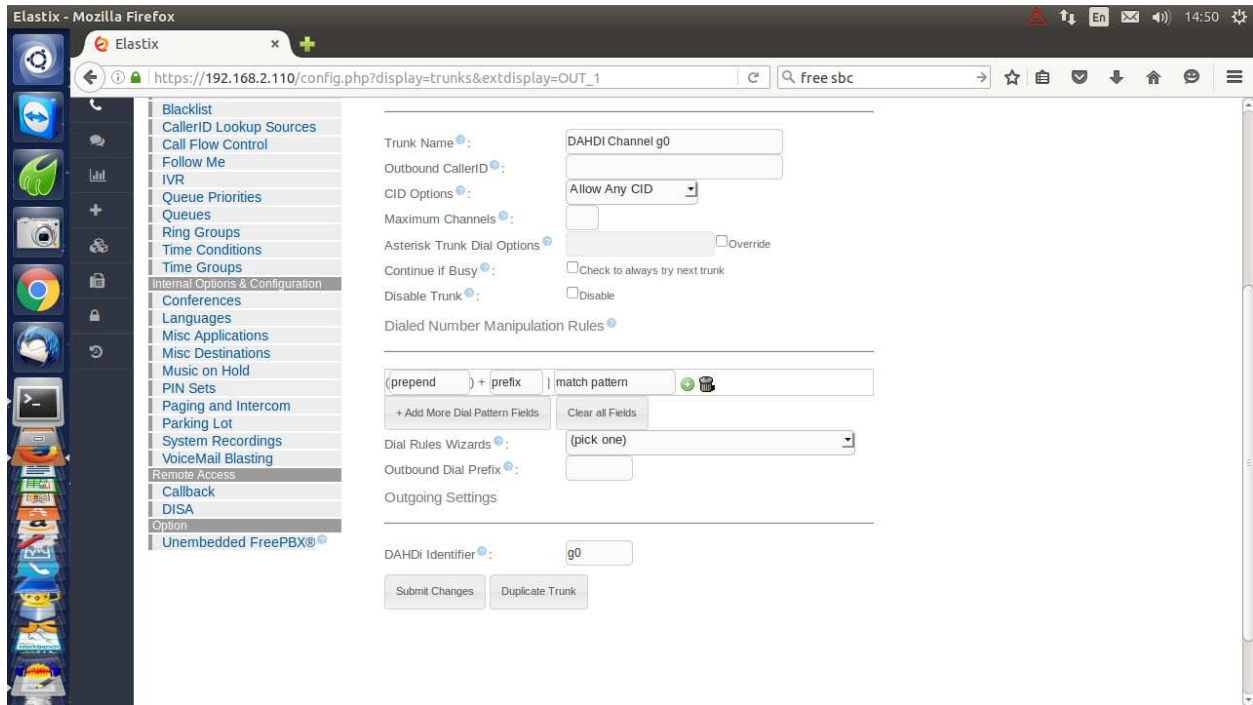 Elastix - Mozilla Firefox
En
14:50
Elastix
https://192.168.2.110/config.php?display=trunks&extdisplay=OUT_1
free sbc
Blacklist
CallerID Lookup Sources
Call Flow Control
Follow Me
IVR
Queue Priorities
Queues
Ring Groups
Time Conditions
Time Groups
Internal Options & Configuration
Conferences
Languages
Misc Applications
Misc Destinations
Music on Hold
PIN Sets
Paging and Intercom
Parking Lot
System Recordings
VoiceMail Blasting
Remote Access
Callback
DISA
Option
Unembedded FreePBX®
Trunk Name : DAHDI Channel g0
Outbound CallerID :
CID Options : Allow Any CID
Maximum Channels :
Asterisk Trunk Dial Options Override
Continue if Busy : Check to always try next trunk
Disable Trunk : Disable
Dialed Number Manipulation Rules
(prepend ) + prefix | match pattern
+ Add More Dial Pattern Fields Clear all Fields
Dial Rules Wizards : (pick one)
Outbound Dial Prefix :
Outgoing Settings
DAHDi Identifier : g0
Submit Changes Duplicate Trunk